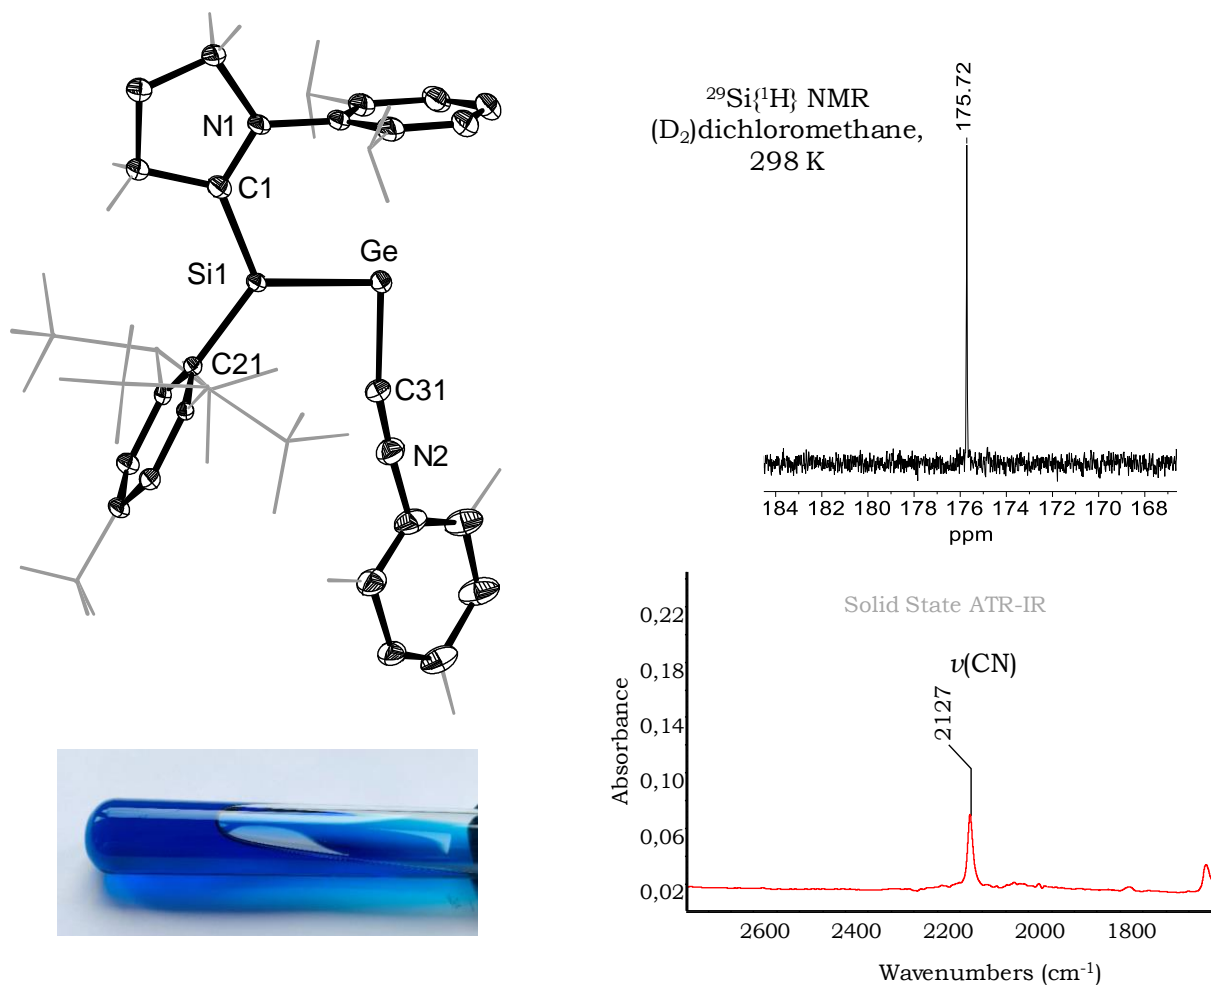 N1
C1
Ge
Si1
C21
C31
N2
²⁹Si{¹H} NMR
(D₂)dichloromethane,
298 K
175.72
184 182 180 178 176 174 172 170 168
ppm
Solid State ATR-IR
ν(CN)
2127
Absorbance
0,22
0,18
0,14
0,10
0,06
0,02
2600 2400 2200 2000 1800
Wavenumbers (cm⁻¹)